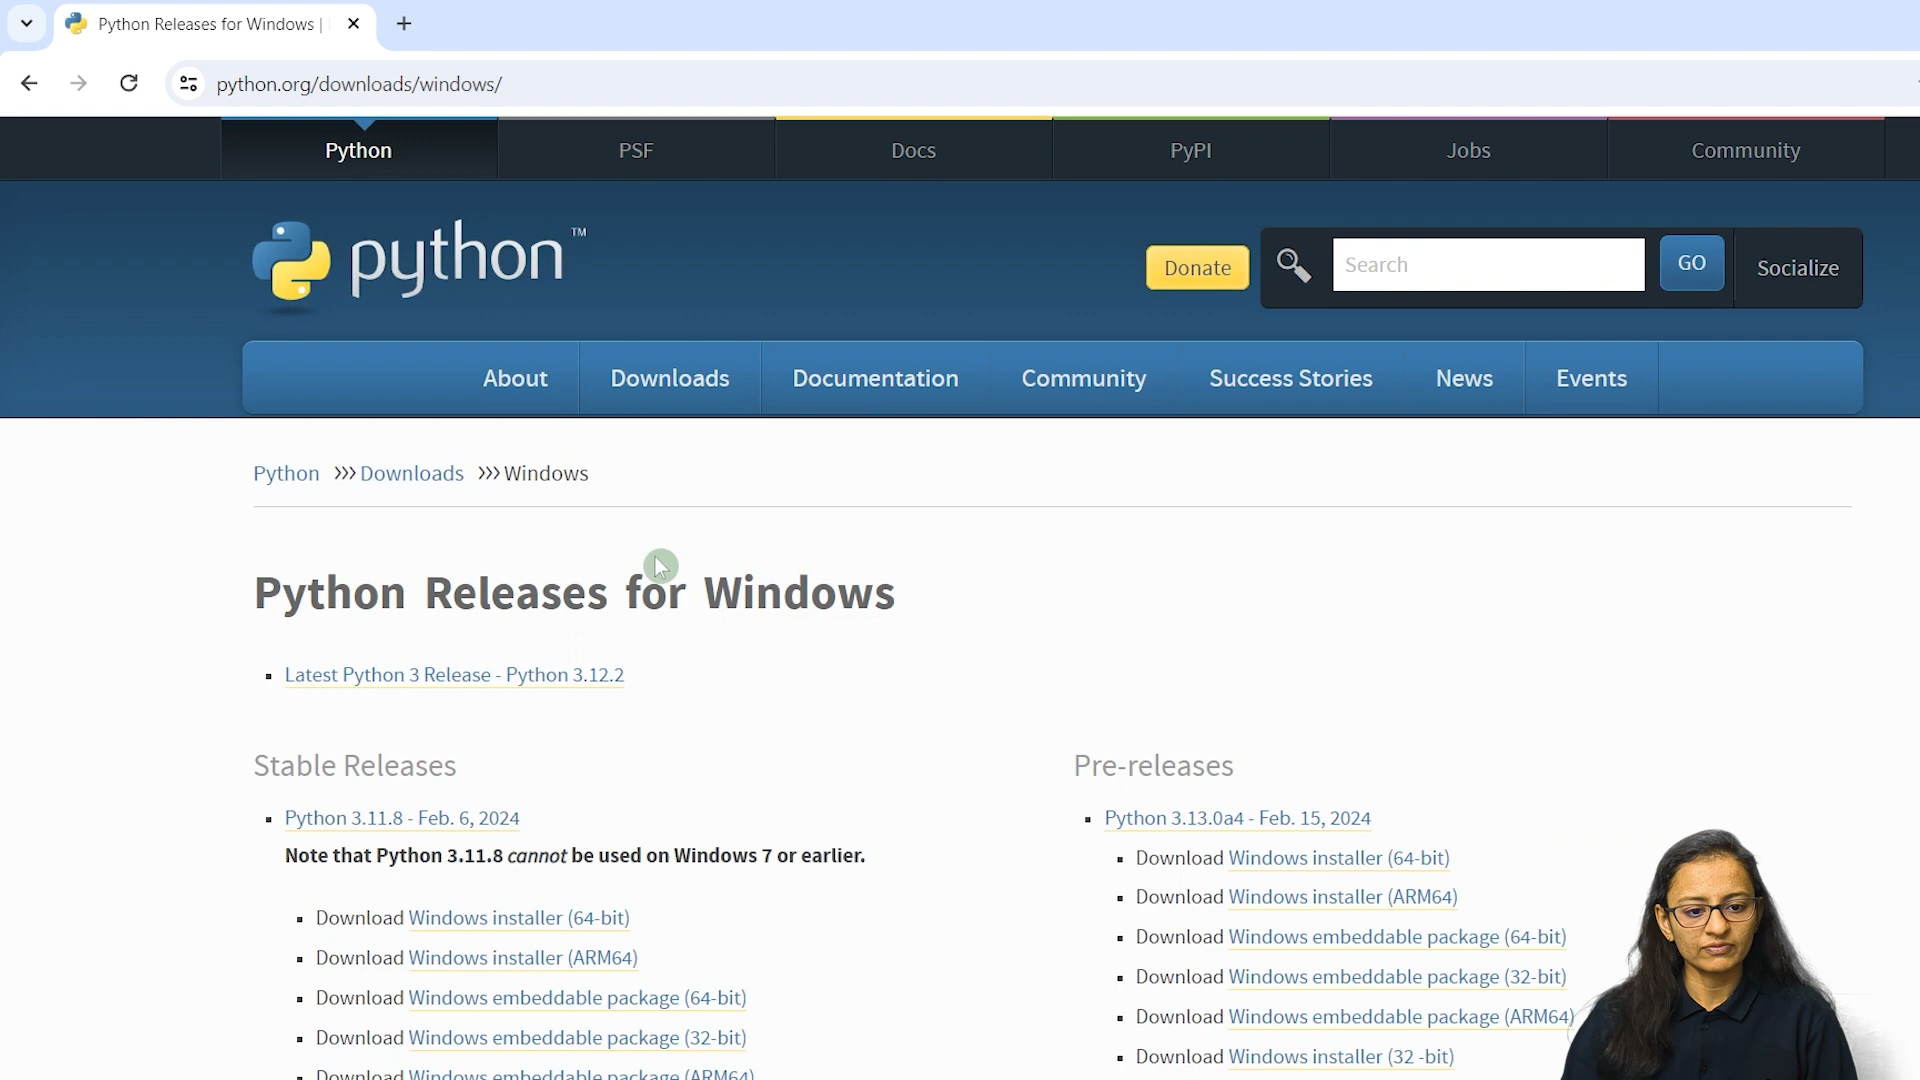 Python Releases for Windows |
python.org/downloads/windows/
Python
PSF
Docs
PyPI
Jobs
Community
python™
Donate
Search
GO
Socialize
About
Downloads
Documentation
Community
Success Stories
News
Events
Python >>> Downloads >>> Windows
Python Releases for Windows
Latest Python 3 Release - Python 3.12.2
Stable Releases
Python 3.11.8 - Feb. 6, 2024
Note that Python 3.11.8 cannot be used on Windows 7 or earlier.
Download Windows installer (64-bit)
Download Windows installer (ARM64)
Download Windows embeddable package (64-bit)
Download Windows embeddable package (32-bit)
Download Windows embeddable package (ARM64)
Pre-releases
Python 3.13.0a4 - Feb. 15, 2024
Download Windows installer (64-bit)
Download Windows installer (ARM64)
Download Windows embeddable package (64-bit)
Download Windows embeddable package (32-bit)
Download Windows embeddable package (ARM64)
Download Windows installer (32 -bit)